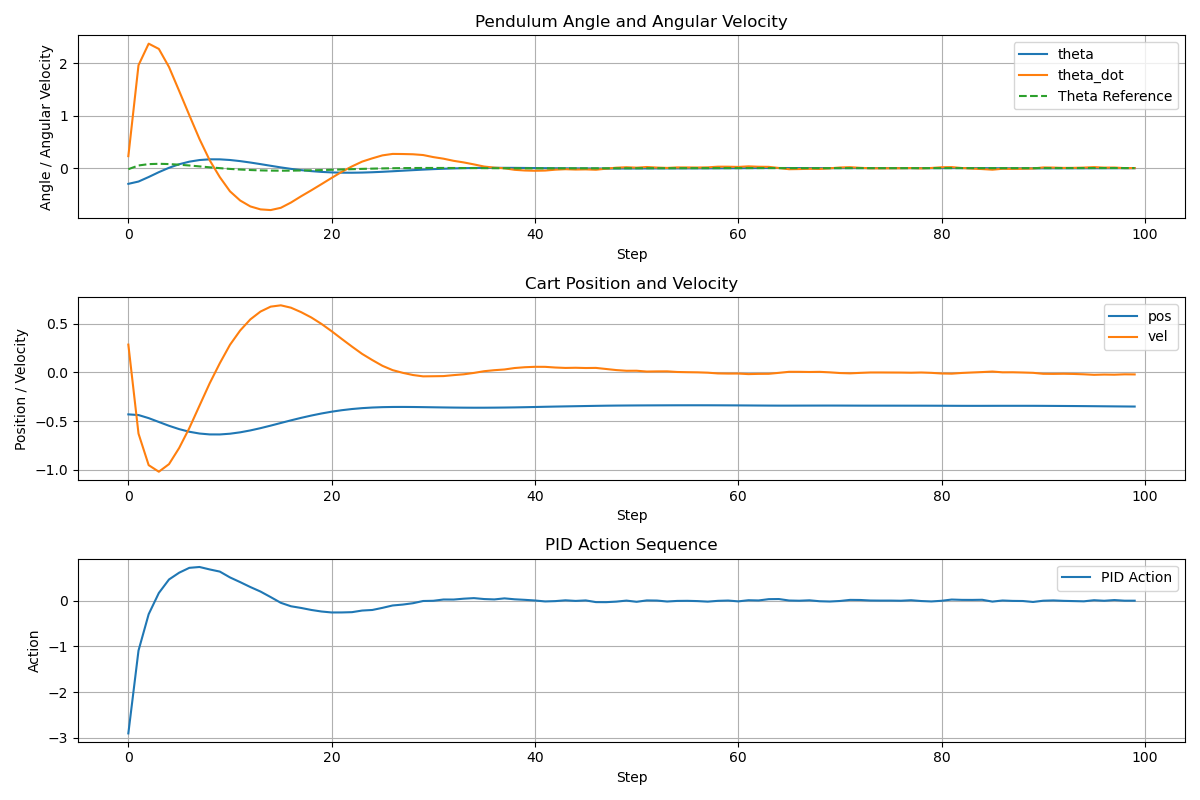 Pendulum Angle and Angular Velocity
Angle / Angular Velocity
2
1
0
theta
theta_dot
Theta Reference
0 20 40 60 80 100
Step
Cart Position and Velocity
Position / Velocity
0.5
0.0
−0.5
−1.0
pos
vel
0 20 40 60 80 100
Step
PID Action Sequence
Action
0
−1
−2
−3
PID Action
0 20 40 60 80 100
Step